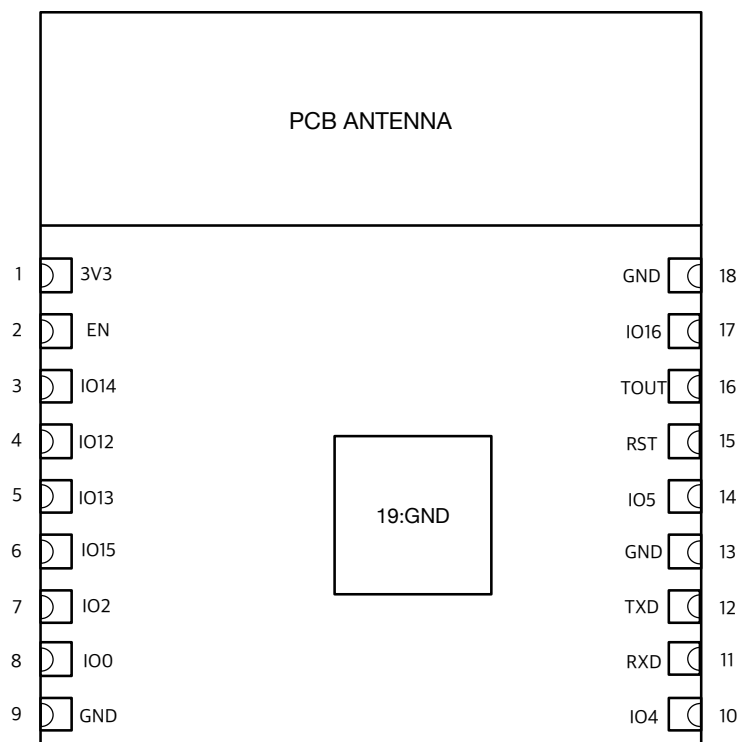 PCB ANTENNA
1 3V3 GND 18
2 EN IO16 17
3 IO14 TOUT 16
4 IO12 RST 15
5 IO13 IO5 14
19:GND
6 IO15 GND 13
7 IO2 TXD 12
8 IO0 RXD 11
9 GND IO4 10